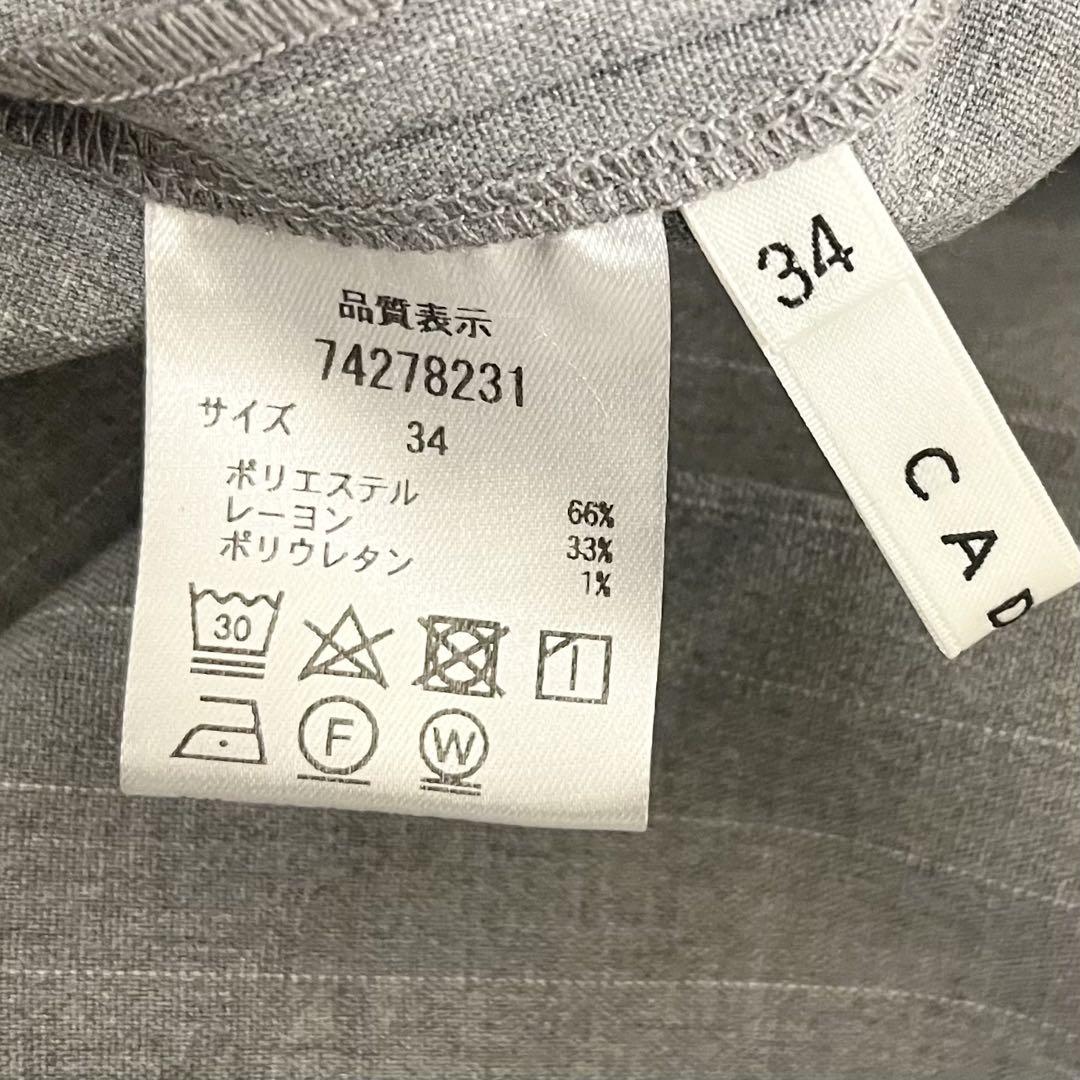 品質表示
74278231
サイズ 34
ポリエステル 66%
レーヨン 33%
ポリウレタン 1%
30
F
W
34
CAD